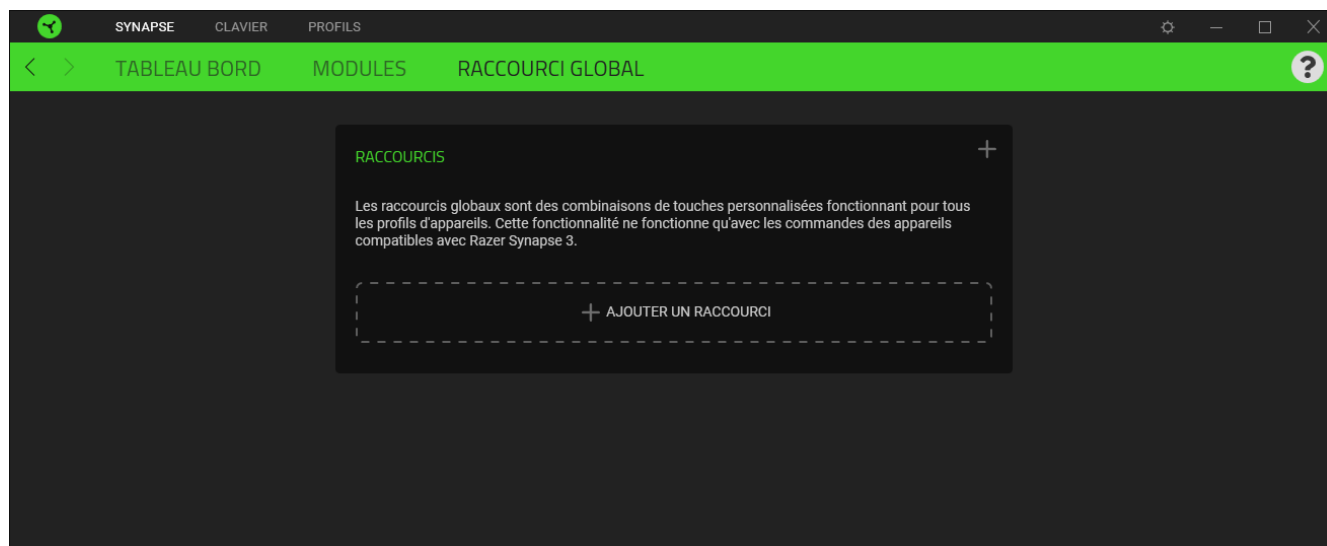 SYNAPSE CLAVIER PROFILS
TABLEAU BORD MODULES RACCOURCI GLOBAL ?
RACCOURCIS
Les raccourcis globaux sont des combinaisons de touches personnalisées fonctionnant pour tous
les profils d'appareils. Cette fonctionnalité ne fonctionne qu'avec les commandes des appareils
compatibles avec Razer Synapse 3.
AJOUTER UN RACCOURCI